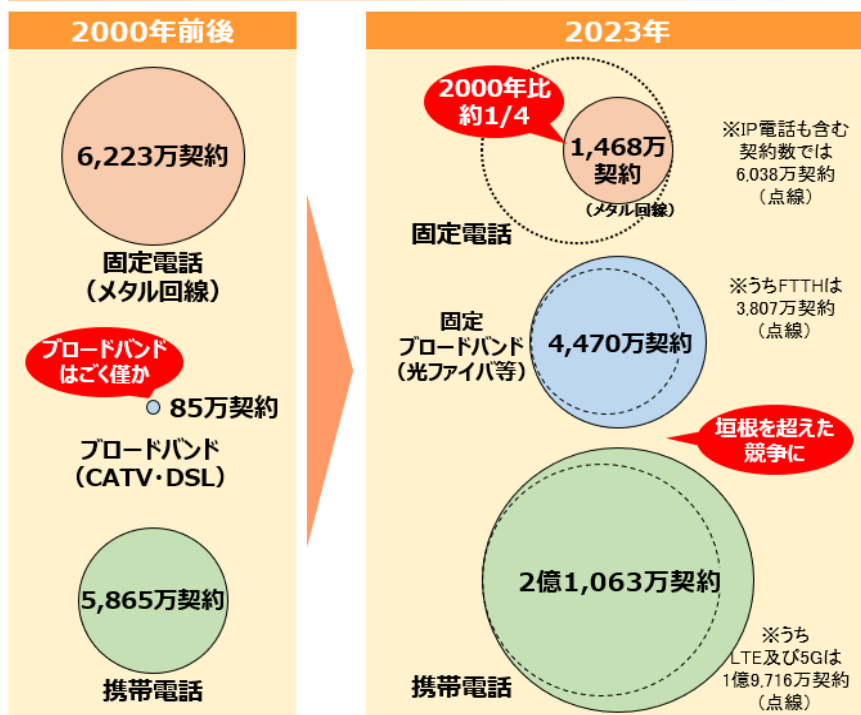 2000年前後
6,223万契約
固定電話
（メタル回線）
ブロードバンド
はごく僅か
85万契約
ブロードバンド
（CATV・DSL）
5,865万契約
携帯電話
2023年
2000年比
約1/4
1,468万
契約
（メタル回線）
固定電話
※IP電話も含む
契約数では
6,038万契約
（点線）
固定
ブロードバンド
（光ファイバ等）
4,470万契約
※うちFTTHは
3,807万契約
（点線）
垣根を超えた
競争に
2億1,063万契約
携帯電話
※うち
LTE及び5Gは
1億9,716万契約
（点線）